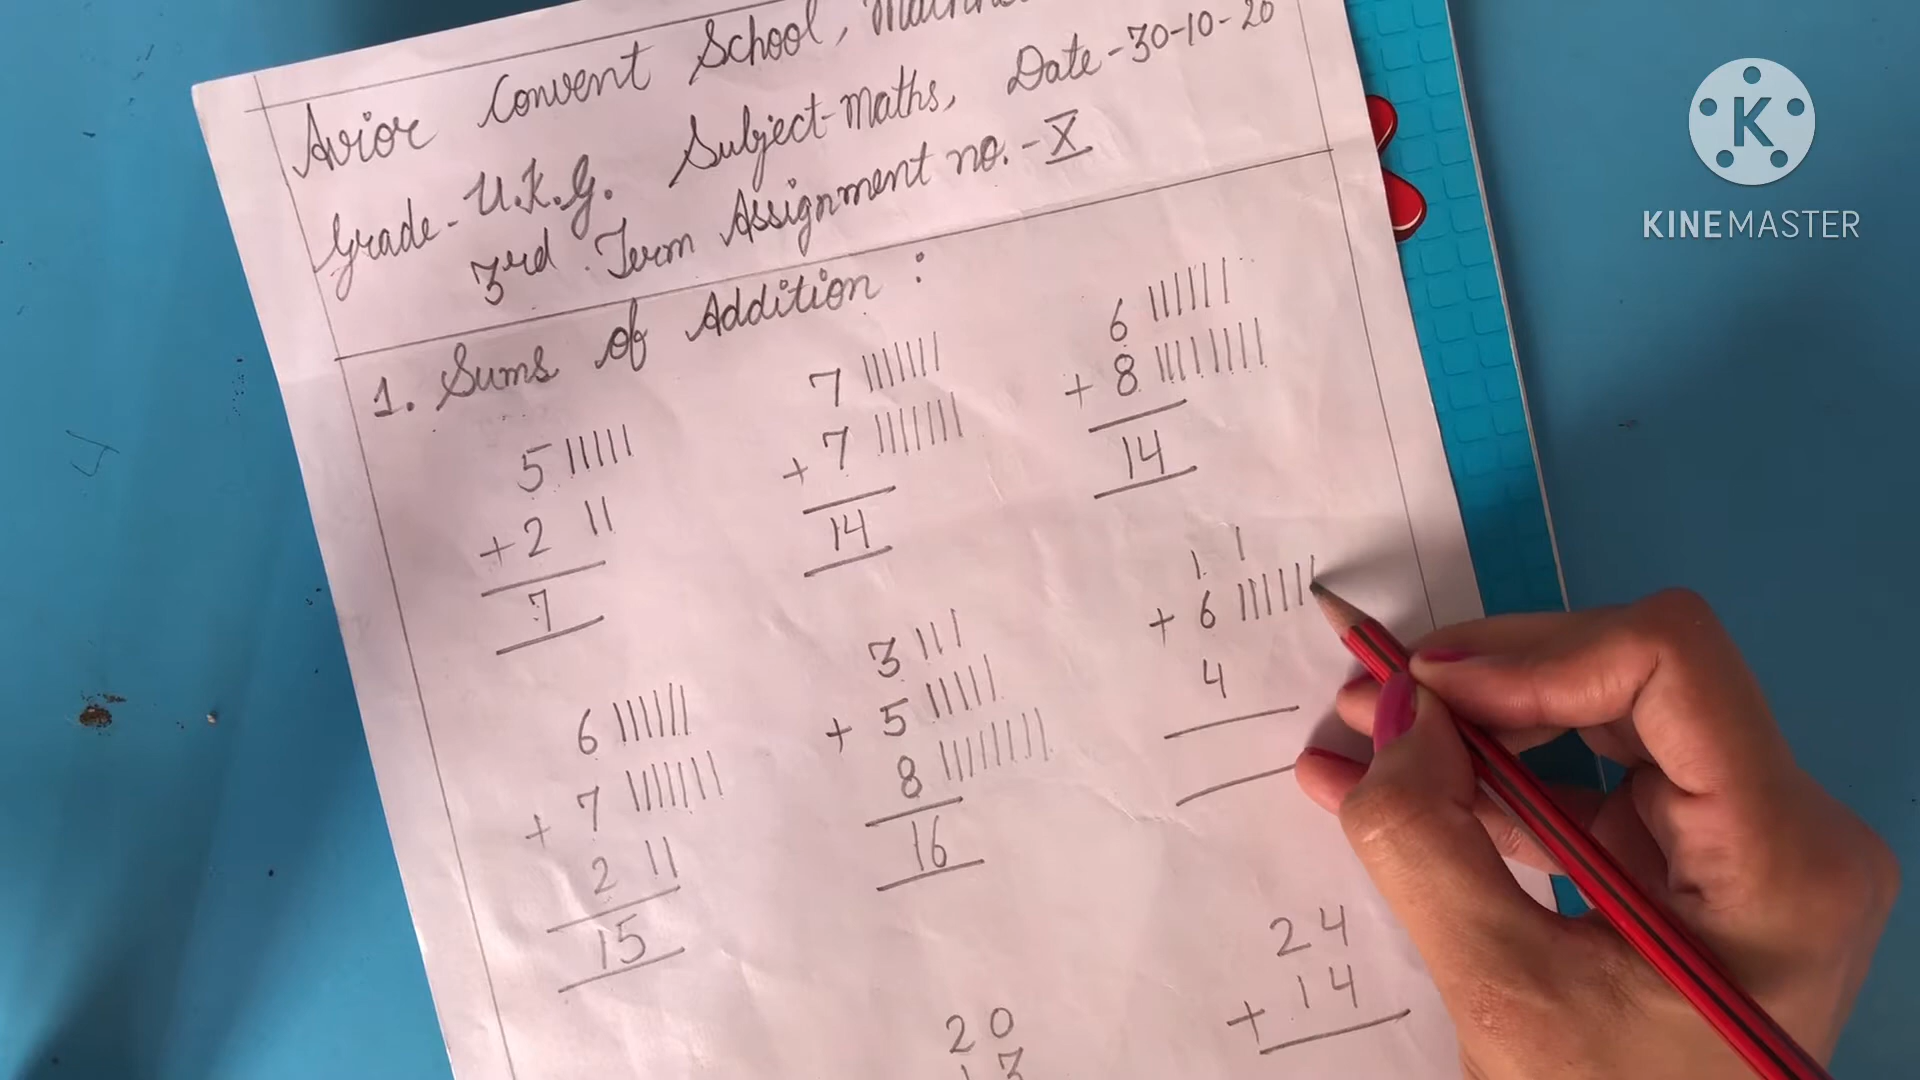 Avior Convent School,
Grade-U.K.G. Subject-Maths, Date-30-10-20
3rd Term Assignment no.-X
1. Sums of Addition :
5 |||||
+ 2 ||
7
7 |||||||
+ 7 |||||||
14
6 ||||||
+ 8 ||||||||
14
6 ||||||
+ 7 |||||||
2 ||
15
3 |||
+ 5 |||||
8 ||||||||
16
1 |
+ 6 ||||||
4
20
13
24
+ 14
K
KINEMASTER